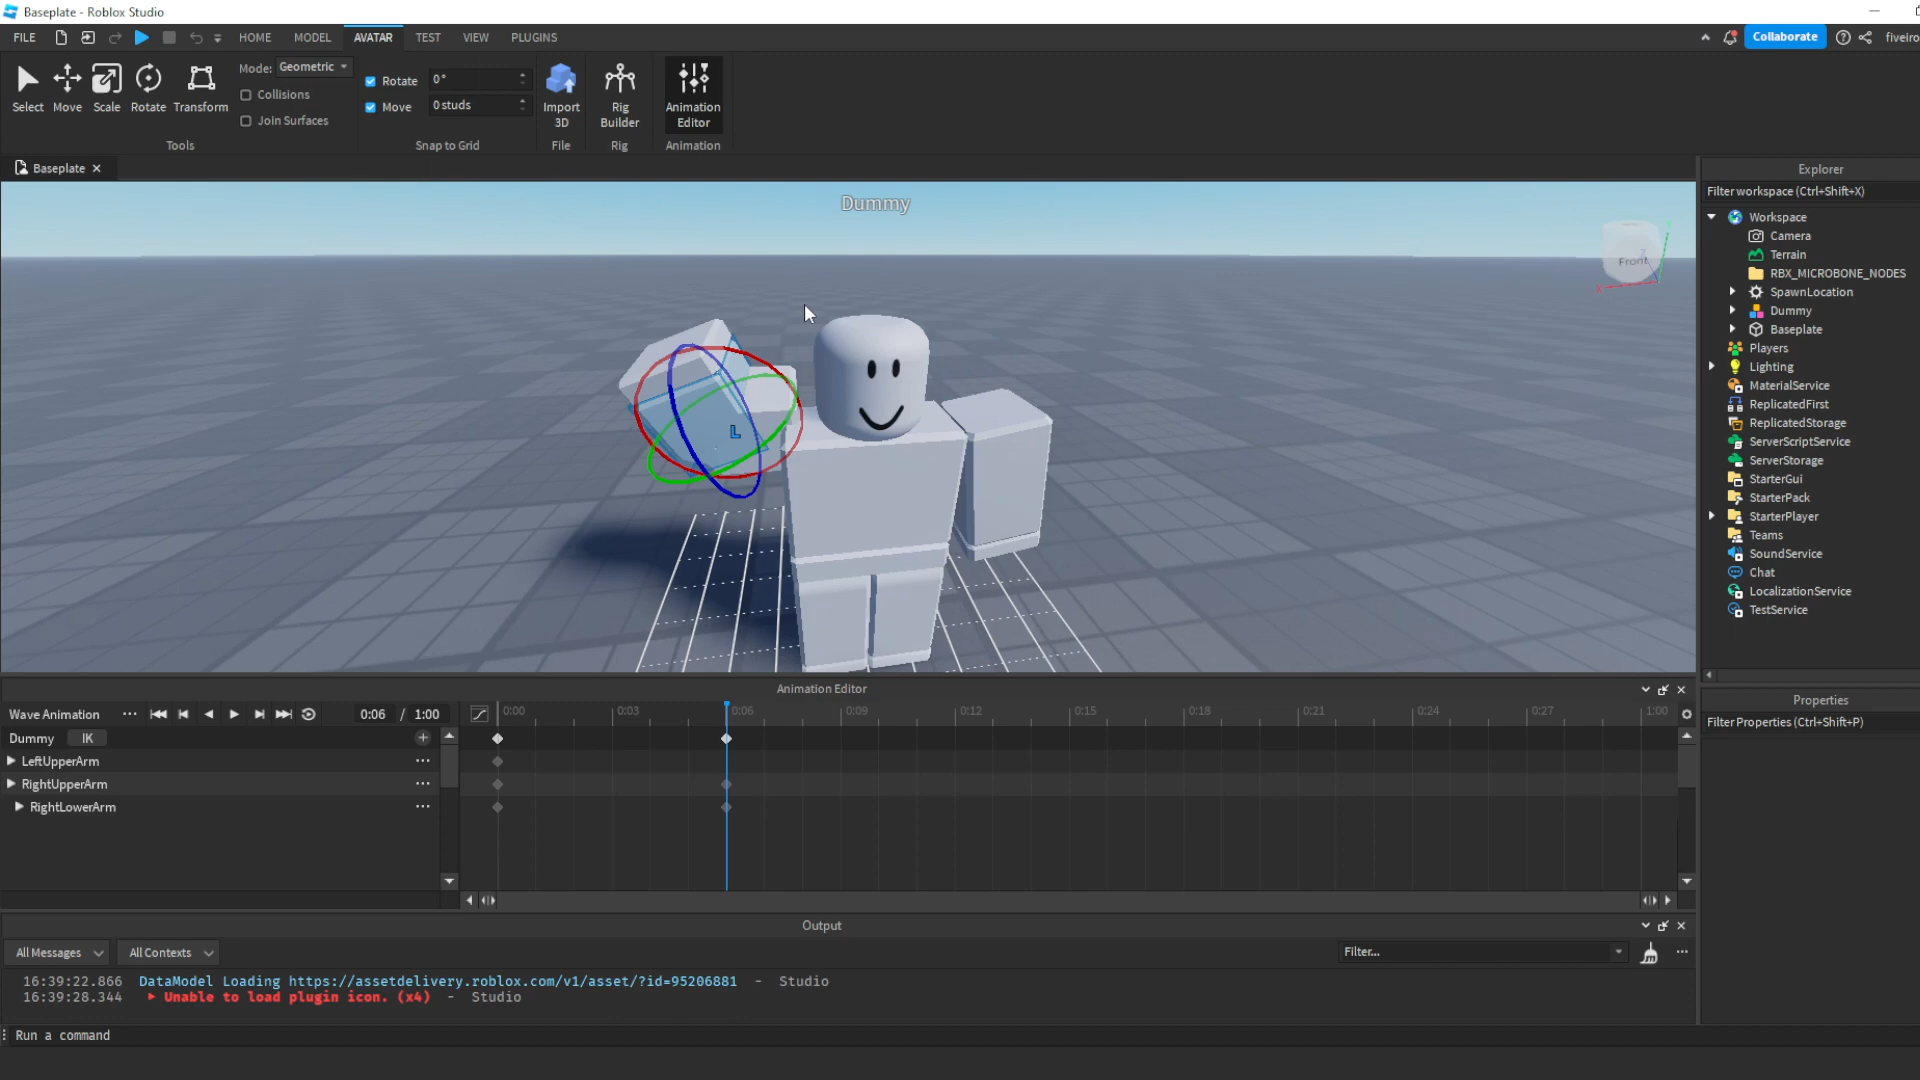 Baseplate - Roblox Studio
FILE HOME MODEL AVATAR TEST VIEW PLUGINS Collaborate fiveiro
Select Move Scale Rotate Transform
Mode: Geometric
Collisions
Join Surfaces
Tools
Rotate 0°
Move 0 studs
Snap to Grid
Import 3D
File
Rig Builder
Rig
Animation Editor
Animation
Baseplate
Dummy
Front
Explorer
Filter workspace (Ctrl+Shift+X)
Workspace
Camera
Terrain
RBX_MICROBONE_NODES
SpawnLocation
Dummy
Baseplate
Players
Lighting
MaterialService
ReplicatedFirst
ReplicatedStorage
ServerScriptService
ServerStorage
StarterGui
StarterPack
StarterPlayer
Teams
SoundService
Chat
LocalizationService
TestService
L
Properties
Filter Properties (Ctrl+Shift+P)
Animation Editor
Wave Animation 0:06 / 1:00
0:00 0:03 0:06 0:09 0:12 0:15 0:18 0:21 0:24 0:27 1:00
Dummy IK
LeftUpperArm
RightUpperArm
RightLowerArm
Output
All Messages All Contexts Filter...
16:39:22.866 DataModel Loading https://assetdelivery.roblox.com/v1/asset/?id=95206881 - Studio
16:39:28.344 Unable to load plugin icon. (x4) - Studio
Run a command